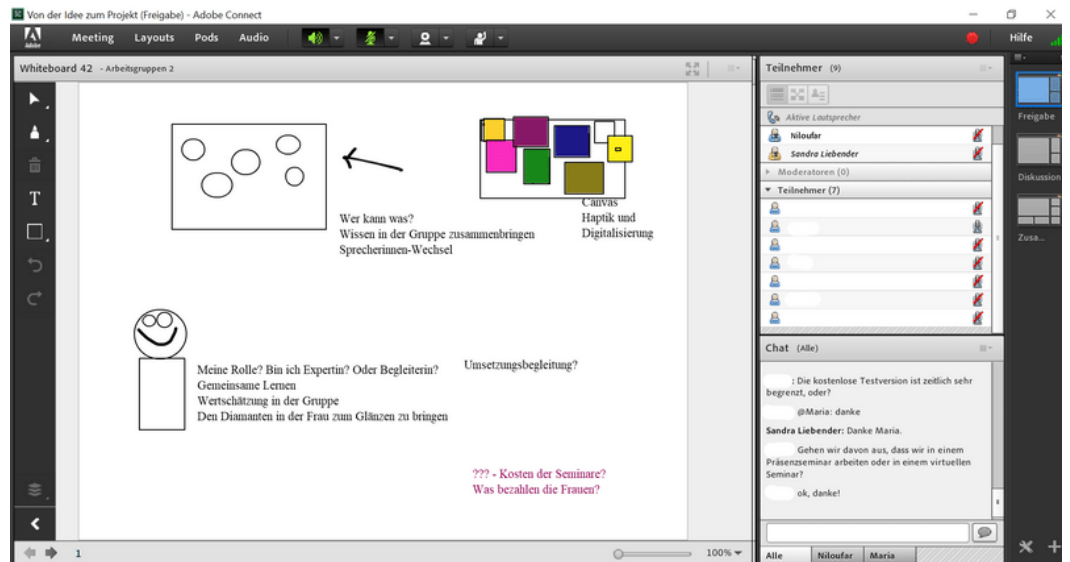 Von der Idee zum Projekt (Freigabe) - Adobe Connect
Adobe
Meeting Layouts Pods Audio
Hilfe
Whiteboard 42 - Arbeitsgruppen 2
Wer kann was?
Wissen in der Gruppe zusammenbringen
Sprecherinnen-Wechsel
Canvas
Haptik und
Digitalisierung
Meine Rolle? Bin ich Expertin? Oder Begleiterin?
Gemeinsame Lernen
Wertschätzung in der Gruppe
Den Diamanten in der Frau zum Glänzen zu bringen
Umsetzungsbegleitung?
??? - Kosten der Seminare?
Was bezahlen die Frauen?
1
100%
Teilnehmer (9)
Aktive Lautsprecher
Niloufar
Sandra Liebender
Moderatoren (0)
Teilnehmer (7)
Chat (Alle)
: Die kostenlose Testversion ist zeitlich sehr
begrenzt, oder?
@Maria: danke
Sandra Liebender: Danke Maria.
Gehen wir davon aus, dass wir in einem
Präsenzseminar arbeiten oder in einem virtuellen
Seminar?
ok, danke!
Alle Niloufar Maria
Freigabe
Diskussion
Zusa...